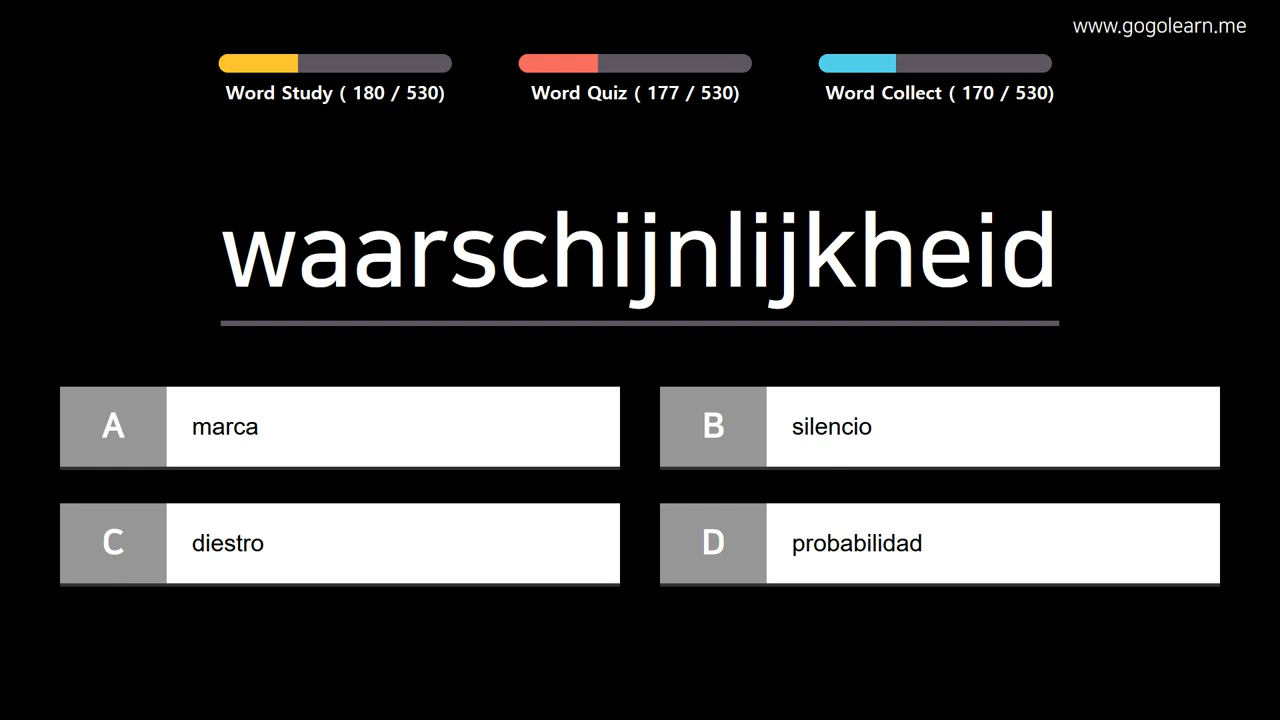 www.gogolearn.me
Word Study ( 180 / 530)
Word Quiz ( 177 / 530)
Word Collect ( 170 / 530)
waarschijnlijkheid
A marca
B silencio
C diestro
D probabilidad